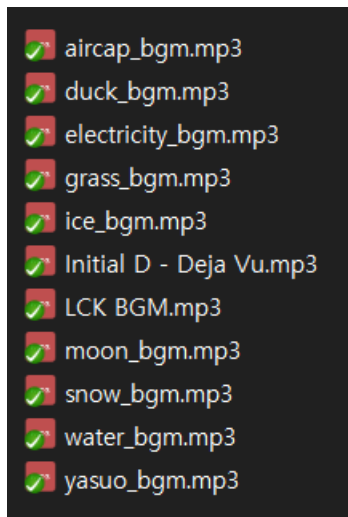 aircap_bgm.mp3
duck_bgm.mp3
electricity_bgm.mp3
grass_bgm.mp3
ice_bgm.mp3
Initial D - Deja Vu.mp3
LCK BGM.mp3
moon_bgm.mp3
snow_bgm.mp3
water_bgm.mp3
yasuo_bgm.mp3